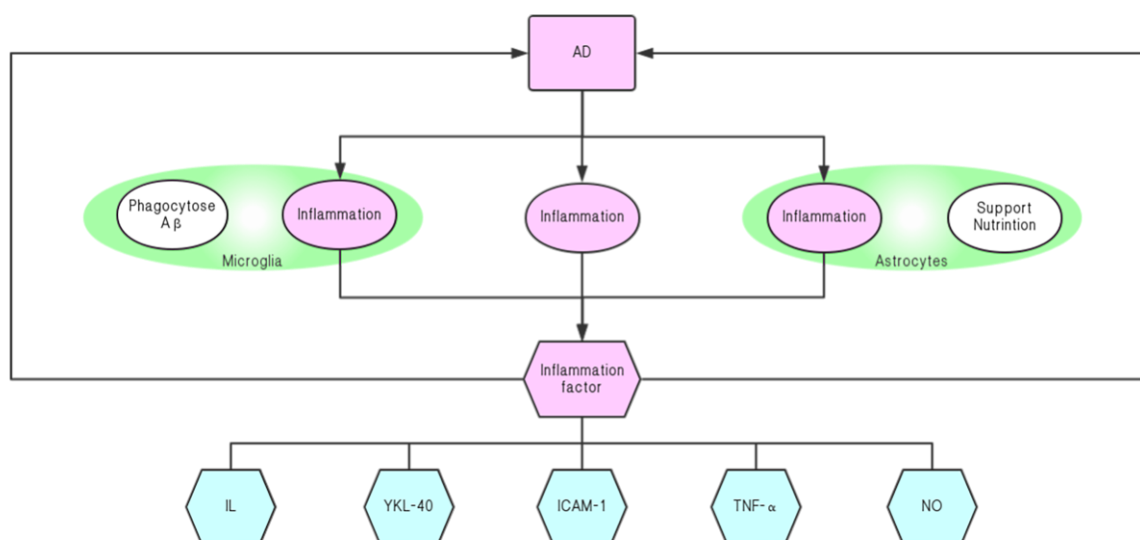 AD
Phagocytose
Aβ
Inflammation
Microglia
Inflammation
Inflammation
Support
Nutrintion
Astrocytes
Inflammation
factor
IL
YKL-40
ICAM-1
TNF-α
NO